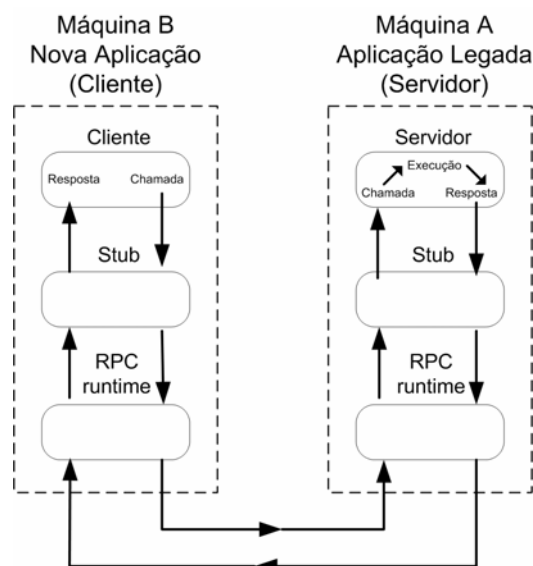 Máquina B
Nova Aplicação
(Cliente)
Máquina A
Aplicação Legada
(Servidor)
Cliente
Resposta
Chamada
Stub
RPC
runtime
Servidor
Execução
Chamada
Resposta
Stub
RPC
runtime